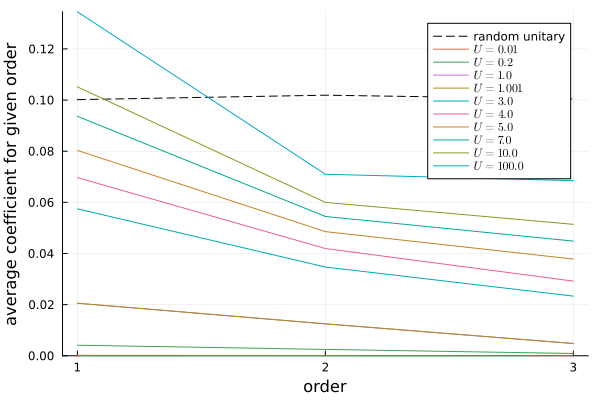 average coefficient for given order
0.12
0.10
0.08
0.06
0.04
0.02
0.00
1
2
3
order
random unitary
U = 0.01
U = 0.2
U = 1.0
U = 1.001
U = 3.0
U = 4.0
U = 5.0
U = 7.0
U = 10.0
U = 100.0